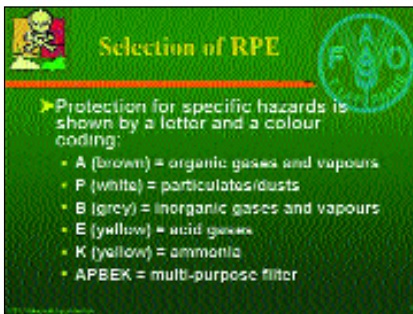 Selection of RPE
F A O
Protection for specific hazards is
shown by a letter and a colour
coding:
A (brown) = organic gases and vapours
P (white) = particulates/dusts
B (grey) = inorganic gases and vapours
E (yellow) = acid gases
K (yellow) = ammonia
APBEK = multi-purpose filter